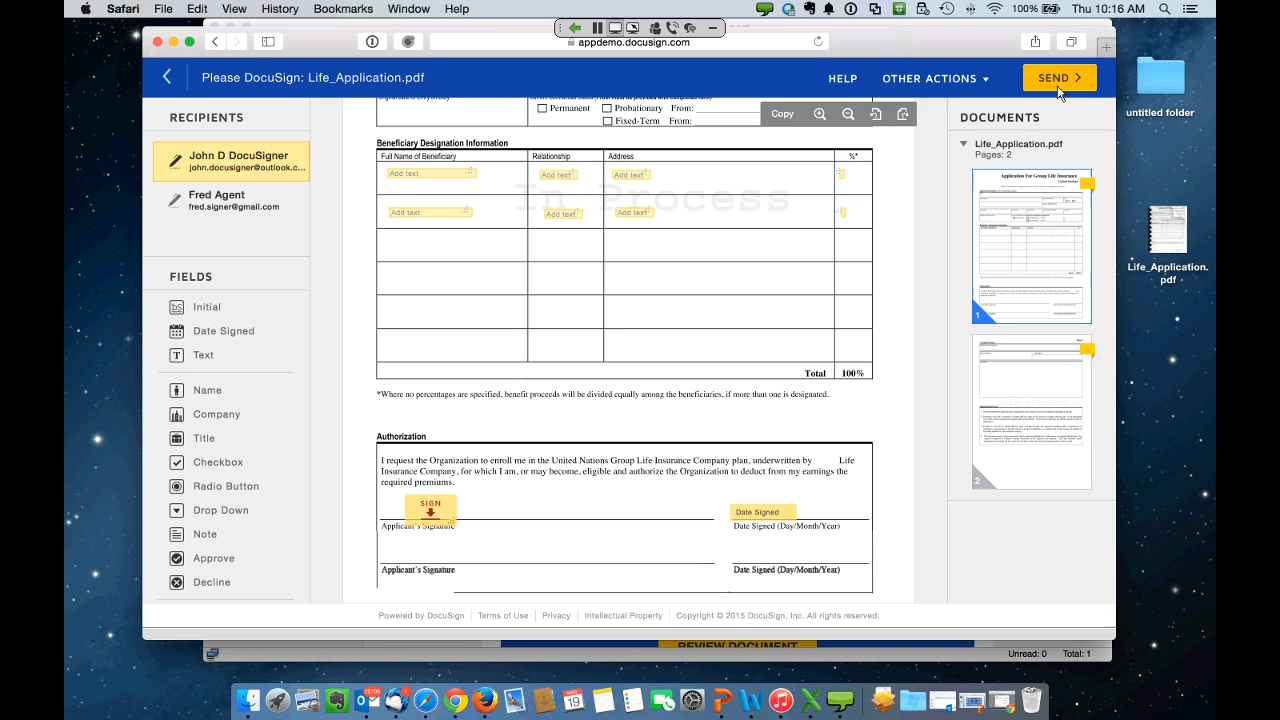 Safari File Edit View History Bookmarks Window Help
100% Thu 10:16 AM
appdemo.docusign.com
Please DocuSign: Life_Application.pdf
HELP
OTHER ACTIONS
SEND
untitled folder
Life_Application.
pdf
RECIPIENTS
John D DocuSigner
john.docusigner@outlook.c...
Fred Agent
fred.signer@gmail.com
FIELDS
Initial
Date Signed
Text
Name
Company
Title
Checkbox
Radio Button
Drop Down
Note
Approve
Decline
Permanent Probationary From:
Fixed-Term From:
Copy
Beneficiary Designation Information
Full Name of Beneficiary Relationship Address %*
Add text Add text Add text
In Process
Add text Add text Add text
Total 100%
*Where no percentages are specified, benefit proceeds will be divided equally among the beneficiaries, if more than one is designated.
Authorization
I request the Organization to enroll me in the United Nations Group Life Insurance Company plan, underwritten by Life
Insurance Company, for which I am, or may become, eligible and authorize the Organization to deduct from my earnings the
required premiums.
SIGN
Date Signed
Applicant's Signature Date Signed (Day/Month/Year)
Applicant's Signature Date Signed (Day/Month/Year)
DOCUMENTS
Life_Application.pdf
Pages: 2
Application For Group Life Insurance
United Nations
1
2
Powered by DocuSign Terms of Use Privacy Intellectual Property Copyright © 2015 DocuSign, Inc. All rights reserved.
REVIEW DOCUMENT
Unread: 0 Total: 1
22706
19